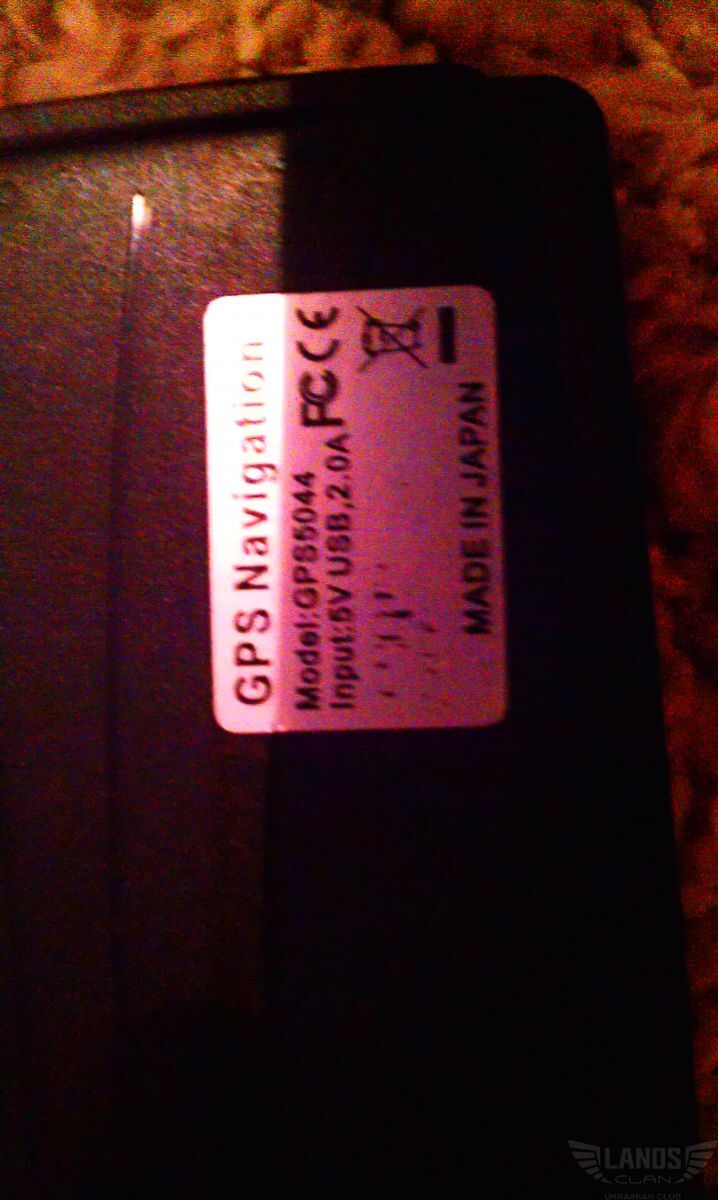 GPS Navigation
Model:GPS5044
Input:5V USB,2.0A
FC CE
MADE IN JAPAN
LANOS
CLAN
UKRAINIAN CLUB